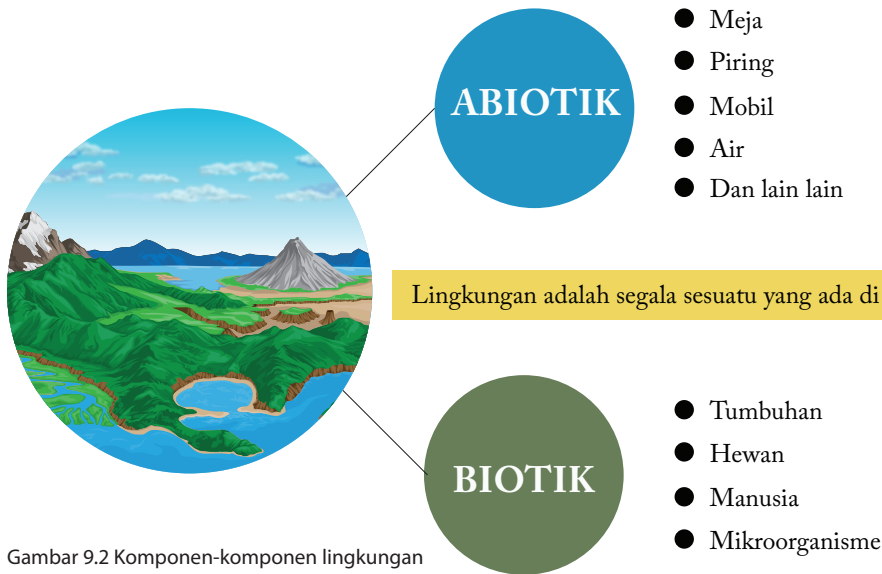 ABIOTIK
● Meja
● Piring
● Mobil
● Air
● Dan lain lain
Lingkungan adalah segala sesuatu yang ada di
BIOTIK
● Tumbuhan
● Hewan
● Manusia
● Mikroorganisme
Gambar 9.2 Komponen-komponen lingkungan